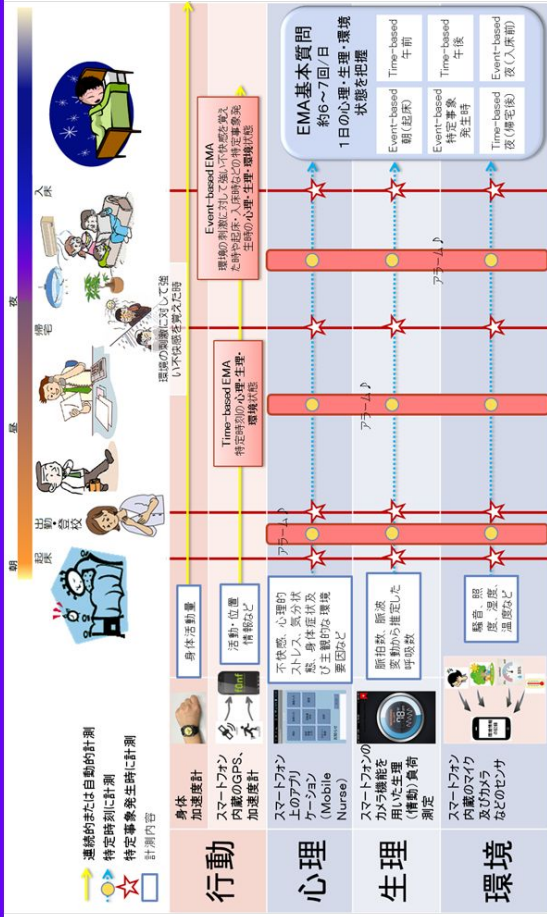 朝
昼
夜
起床
出勤・登校
帰宅
入床
連続的または自動的計測
特定時刻に計測
特定事象発生時に計測
計測内容
環境の刺激に対して強
い不快感を覚えた時
行動
身体
加速度計
身体活動量
スマートフォン
内蔵のGPS、
加速度計
funf
活動・位置
情報など
Time-based EMA
特定時刻の心理・生理・
環境状態
Event-based EMA
環境の刺激に対して強い不快感を覚え
た時や起床・入床時などの特定事象発
生時の心理・生理・環境状態
心理
スマートフォン
上のアプリ
ケーション
(Mobile
Nurse)
不快感、心理的
ストレス、気分状
態、身体症状及
び主観的な環境
要因など
アラーム♪
生理
スマートフォンの
カメラ機能を
用いた生理
(情動)負荷
測定
脈拍数、脈波
変動から推定した
呼吸数
アラーム♪
環境
スマートフォン
内蔵のマイク
及びカメラ
などのセンサ
騒音、照
度、湿度、
温度など
アラーム♪
EMA基本質問
約6~7回/日
1日の心理・生理・環境
状態を把握
Event-based
朝(起床)
Time-based
午前
Event-based
特定事象
発生時
Time-based
午後
Time-based
夜(帰宅後)
Event-based
夜(入床前)